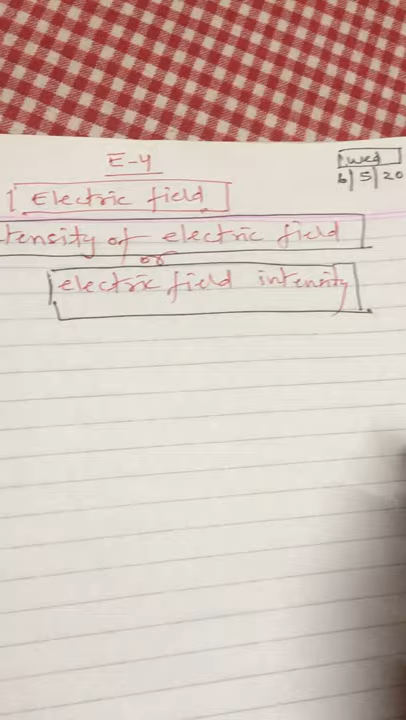 E-4
Wed
6/5/20
1 Electric field
tensity of electric field
or
electric field intensity